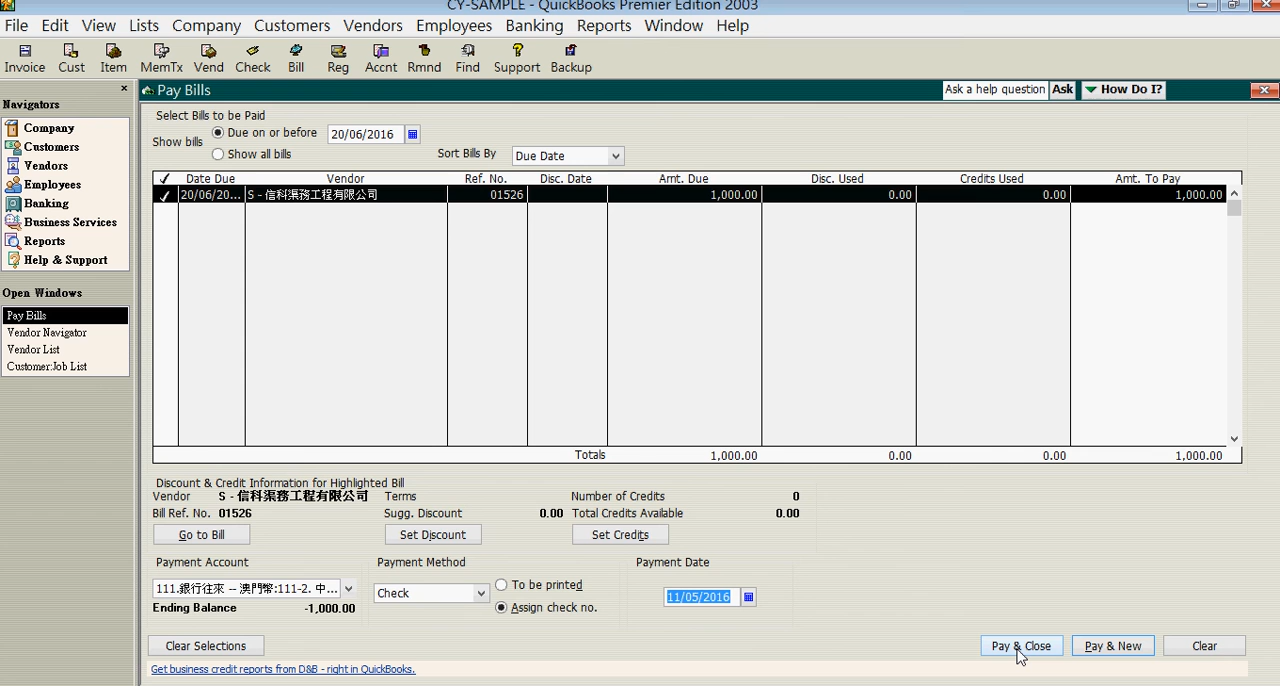 CY-SAMPLE - QuickBooks Premier Edition 2003
File Edit View Lists Company Customers Vendors Employees Banking Reports Window Help
Invoice Cust Item MemTx Vend Check Bill Reg Accnt Rmnd Find Support Backup
Navigators
Company
Customers
Vendors
Employees
Banking
Business Services
Reports
Help & Support
Open Windows
Pay Bills
Vendor Navigator
Vendor List
Customer:Job List
Pay Bills
Ask a help question Ask How Do I?
Select Bills to be Paid
Show bills
Due on or before 20/06/2016
Show all bills
Sort Bills By Due Date
Date Due Vendor Ref. No. Disc. Date Amt. Due Disc. Used Credits Used Amt. To Pay
20/06/20... S - 信科渠務工程有限公司 01526 1,000.00 0.00 0.00 1,000.00
Totals 1,000.00 0.00 0.00 1,000.00
Discount & Credit Information for Highlighted Bill
Vendor S - 信科渠務工程有限公司 Terms Number of Credits 0
Bill Ref. No. 01526 Sugg. Discount 0.00 Total Credits Available 0.00
Go to Bill Set Discount Set Credits
Payment Account Payment Method Payment Date
111.銀行往來 -- 澳門幣:111-2. 中... Check To be printed 11/05/2016
Ending Balance -1,000.00 Assign check no.
Clear Selections Pay & Close Pay & New Clear
Get business credit reports from D&B - right in QuickBooks.